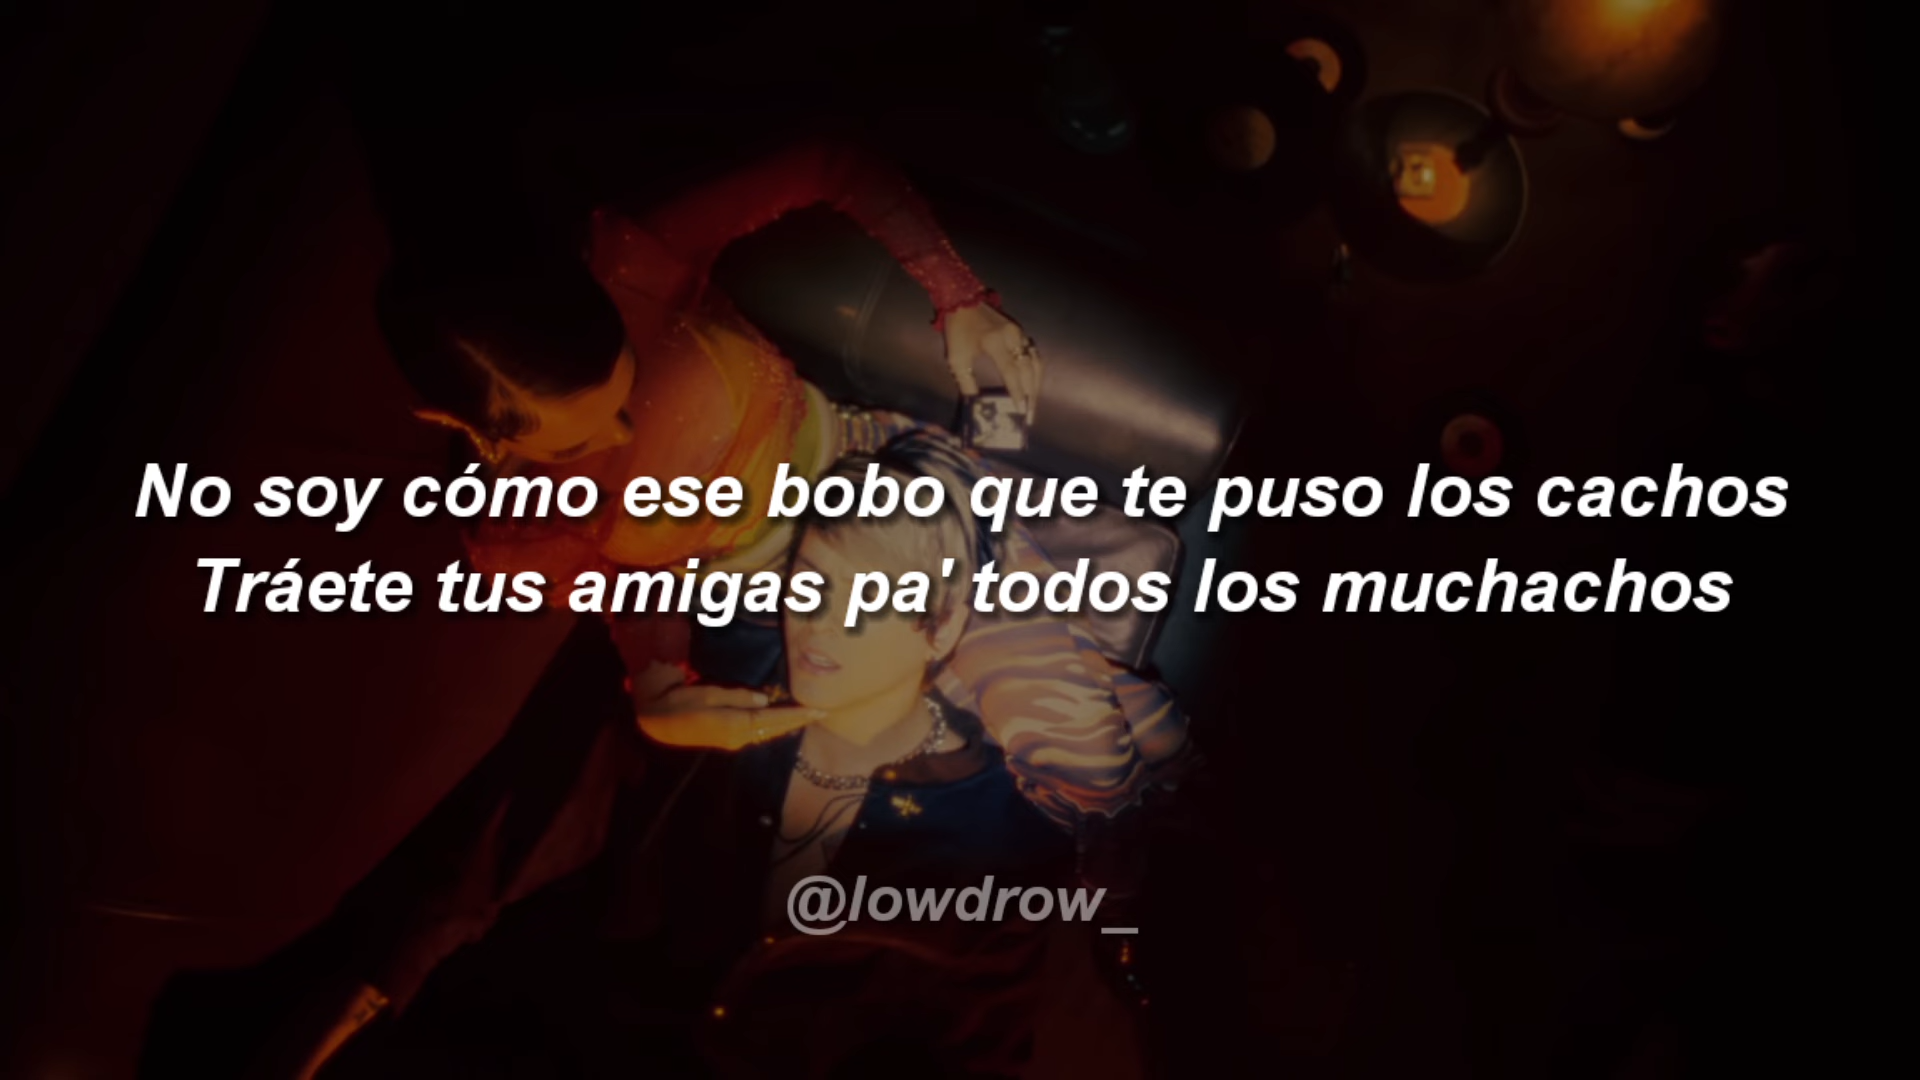 No soy cómo ese bobo que te puso los cachos
Tráete tus amigas pa' todos los muchachos
@lowdrow_